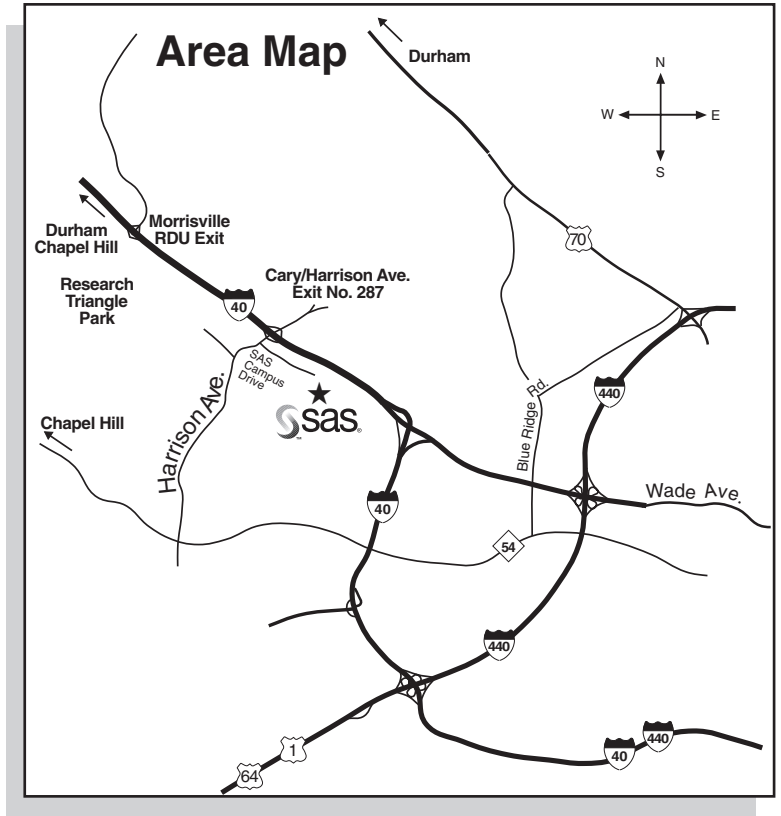 Area Map
Durham
N
W
E
S
70
Morrisville
RDU Exit
Durham
Chapel Hill
Research
Triangle
Park
Cary/Harrison Ave.
Exit No. 287
40
SAS
Campus
Drive
Harrison Ave.
sas®
™
440
Blue Ridge Rd.
Chapel Hill
Wade Ave.
40
54
440
1
64
40
440